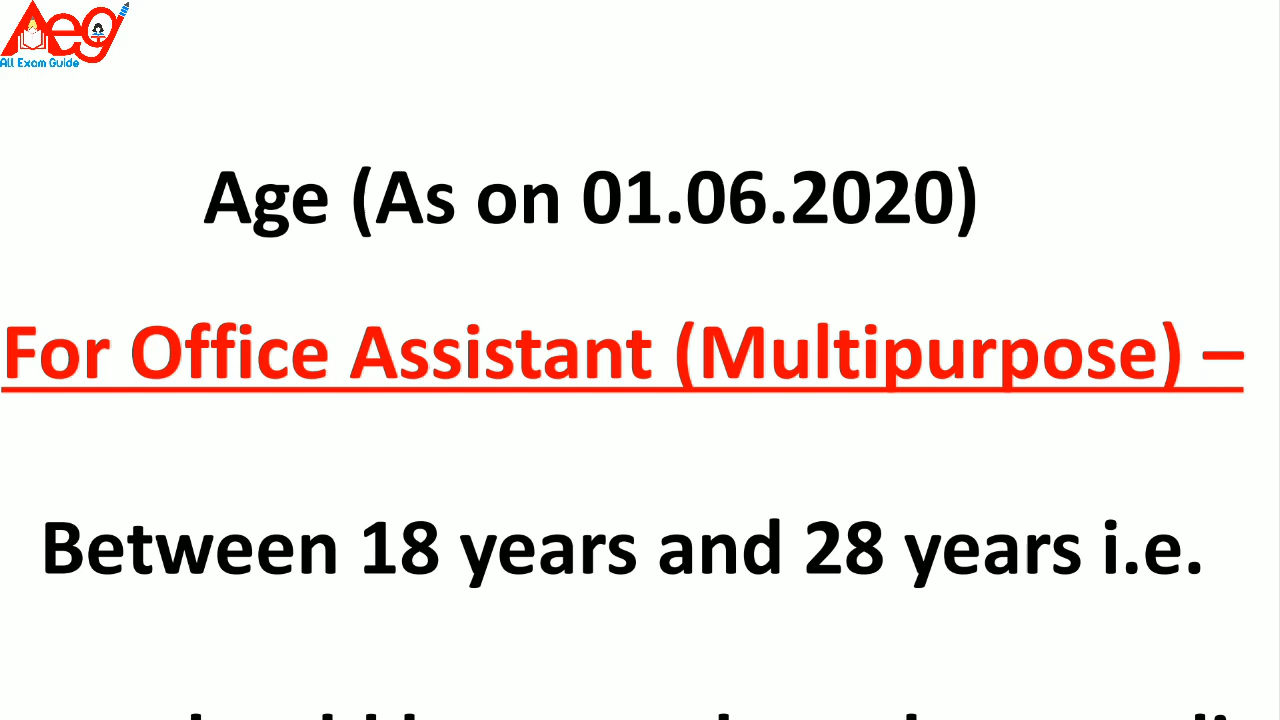 Aeg
All Exam Guide
Age (As on 01.06.2020)
For Office Assistant (Multipurpose) –
Between 18 years and 28 years i.e.